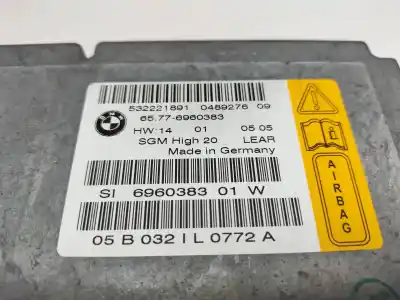 532221891 0489276 09
BMW
65.77-6960383
HW:14 01 05 05
SGM High 20 LEAR
Made in Germany
SI 6960383 01 W
05 B 032 I L 0772 A
AIRBAG